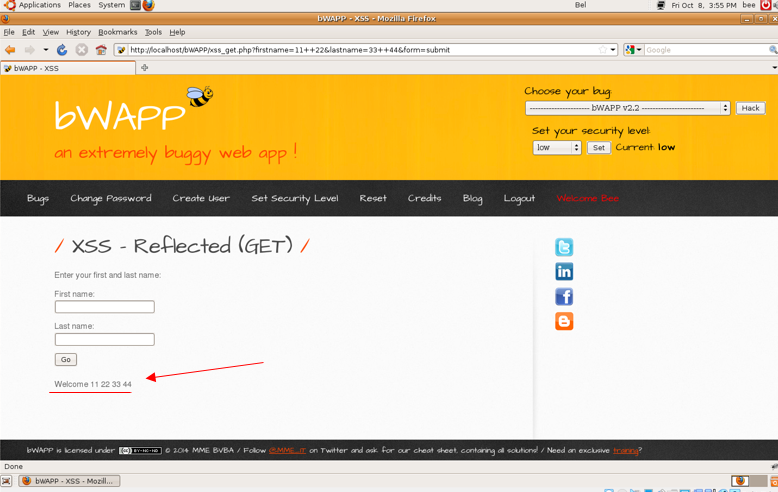 Applications Places System
Bel
Fri Oct 8, 3:55 PM bee
bWAPP - XSS - Mozilla Firefox
File Edit View History Bookmarks Tools Help
http://localhost/bWAPP/xss_get.php?firstname=11++22&lastname=33++44&form=submit
Google
bWAPP - XSS
Choose your bug:
---------------------- bWAPP v2.2 ----------------------- Hack
bWAPP
Set your security level:
low Set Current: low
an extremely buggy web app !
Bugs Change Password Create User Set Security Level Reset Credits Blog Logout Welcome Bee
/ XSS - Reflected (GET) /
Enter your first and last name:
First name:
Last name:
Go
Welcome 11 22 33 44
bWAPP is licensed under BY-NC-ND © 2014 MME BVBA / Follow @MME_IT on Twitter and ask for our cheat sheet, containing all solutions! / Need an exclusive training?
Done
bWAPP - XSS - Mozill...